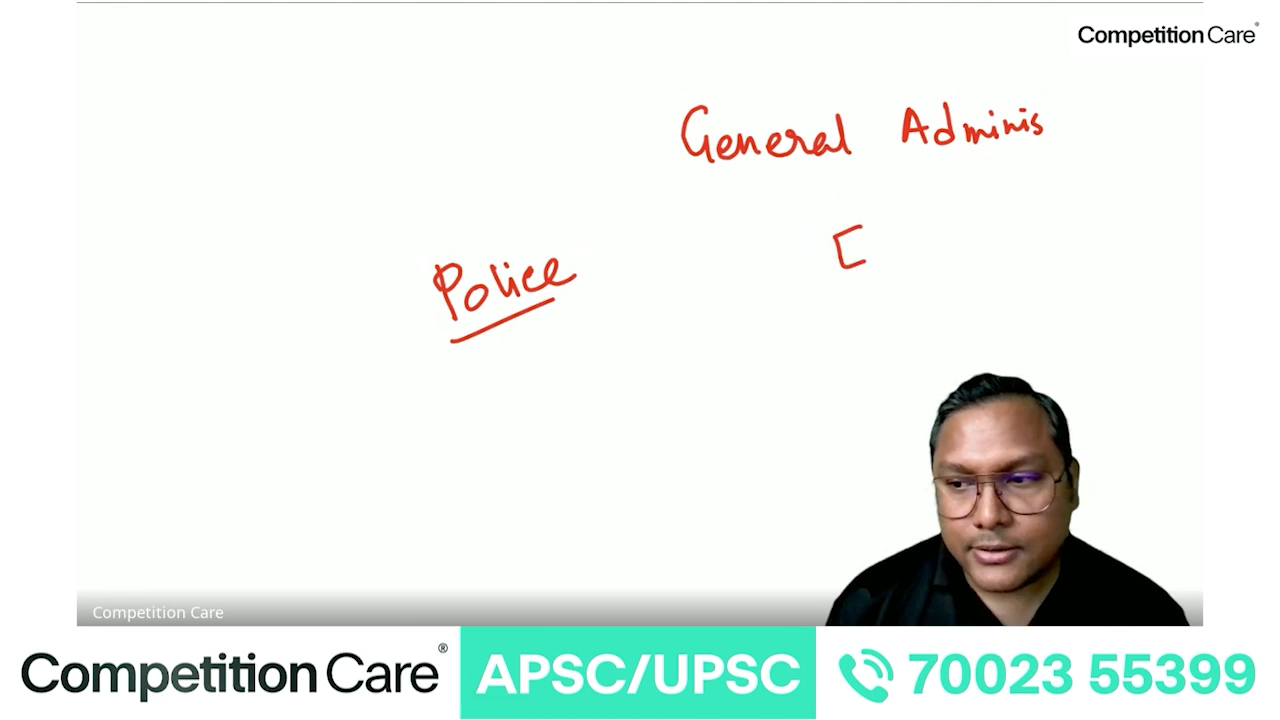 Competition Care®
General Adminis
[
Police
Competition Care
Competition Care® APSC/UPSC 70023 55399